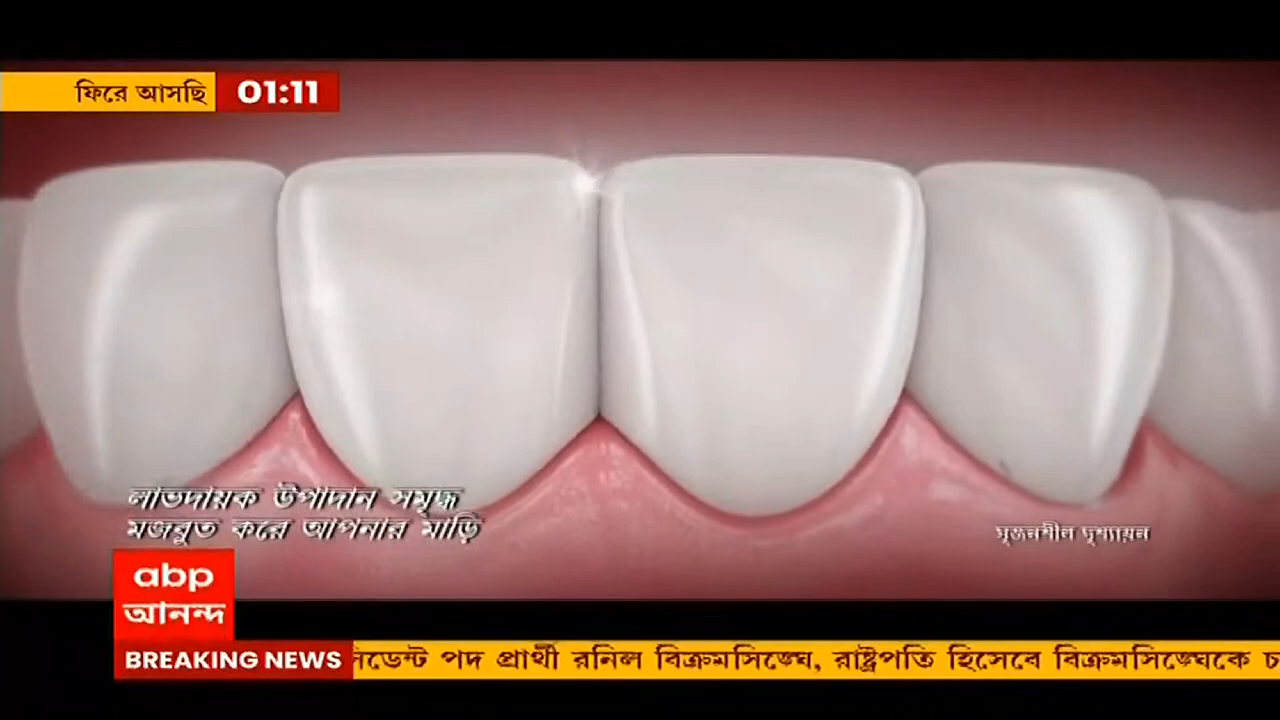 ফিরে আসছি 01:11
লাভদায়ক উপাদান সমৃদ্ধ
মজবুত করে আপনার মাড়ি
সৃজনশীল দৃশ্যায়ন
abp
আনন্দ
BREAKING NEWS পদ প্রার্থী রনিল বিক্রমসিঙ্ঘে, রাষ্ট্রপতি হিসেবে বিক্রমসিঙ্ঘেকে